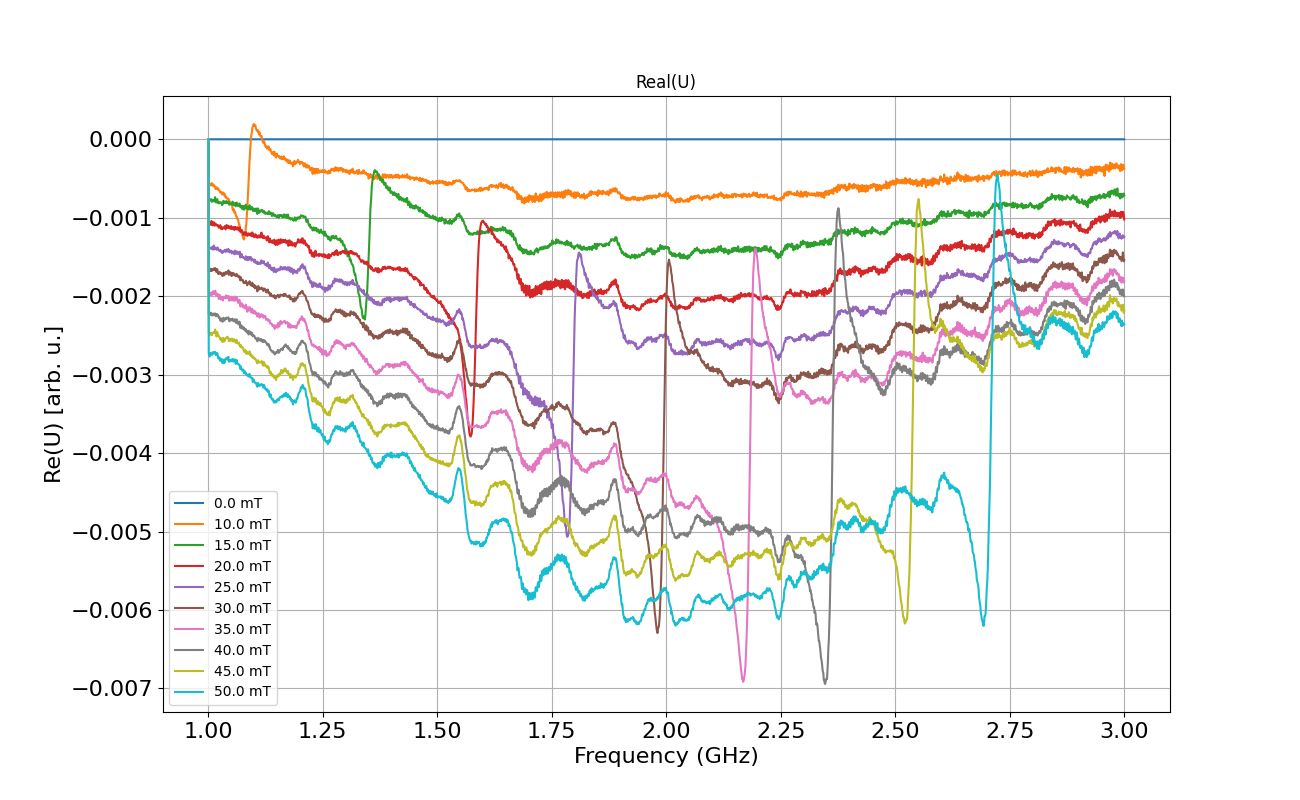 Real(U)
0.000
−0.001
−0.002
−0.003
−0.004
−0.005
−0.006
−0.007
Re(U) [arb. u.]
0.0 mT
10.0 mT
15.0 mT
20.0 mT
25.0 mT
30.0 mT
35.0 mT
40.0 mT
45.0 mT
50.0 mT
1.00 1.25 1.50 1.75 2.00 2.25 2.50 2.75 3.00
Frequency (GHz)